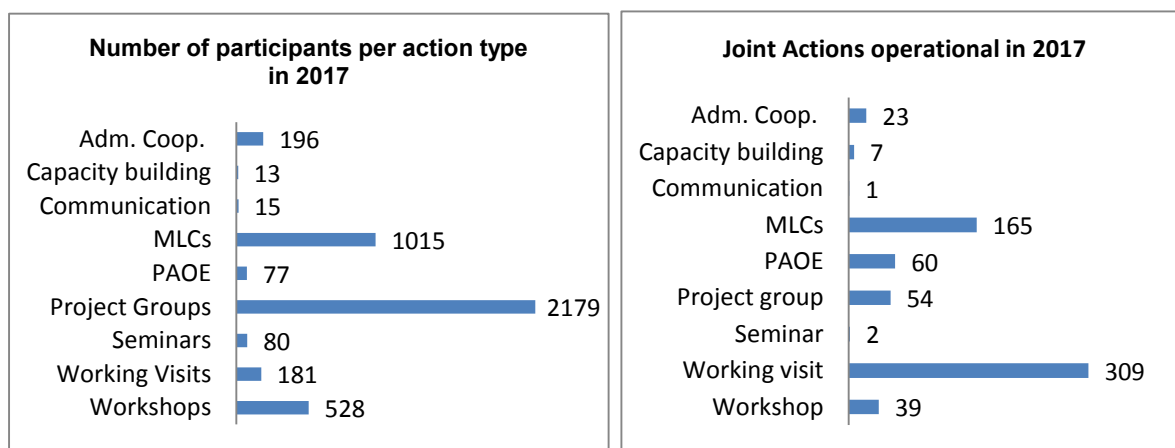 Number of participants per action type
in 2017
Adm. Coop. 196
Capacity building 13
Communication 15
MLCs 1015
PAOE 77
Project Groups 2179
Seminars 80
Working Visits 181
Workshops 528
Joint Actions operational in 2017
Adm. Coop. 23
Capacity building 7
Communication 1
MLCs 165
PAOE 60
Project group 54
Seminar 2
Working visit 309
Workshop 39